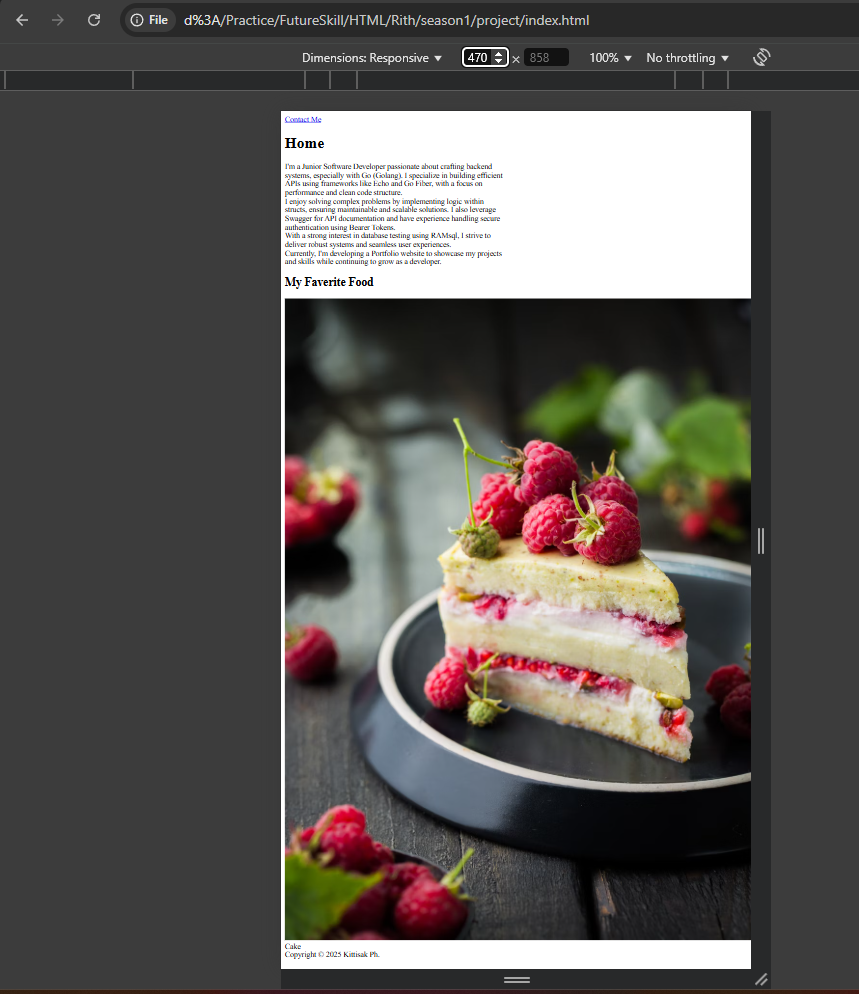 File d%3A/Practice/FutureSkill/HTML/Rith/season1/project/index.html
Dimensions: Responsive 470 × 858 100% No throttling
Contact Me
Home
I'm a Junior Software Developer passionate about crafting backend
systems, especially with Go (Golang). I specialize in building efficient
APIs using frameworks like Echo and Go Fiber, with a focus on
performance and clean code structure.
I enjoy solving complex problems by implementing logic within
structs, ensuring maintainable and scalable solutions. I also leverage
Swagger for API documentation and have experience handling secure
authentication using Bearer Tokens.
With a strong interest in database testing using RAMsql, I strive to
deliver robust systems and seamless user experiences.
Currently, I'm developing a Portfolio website to showcase my projects
and skills while continuing to grow as a developer.
My Favorite Food
Cake
Copyright © 2025 Kittisak Ph.